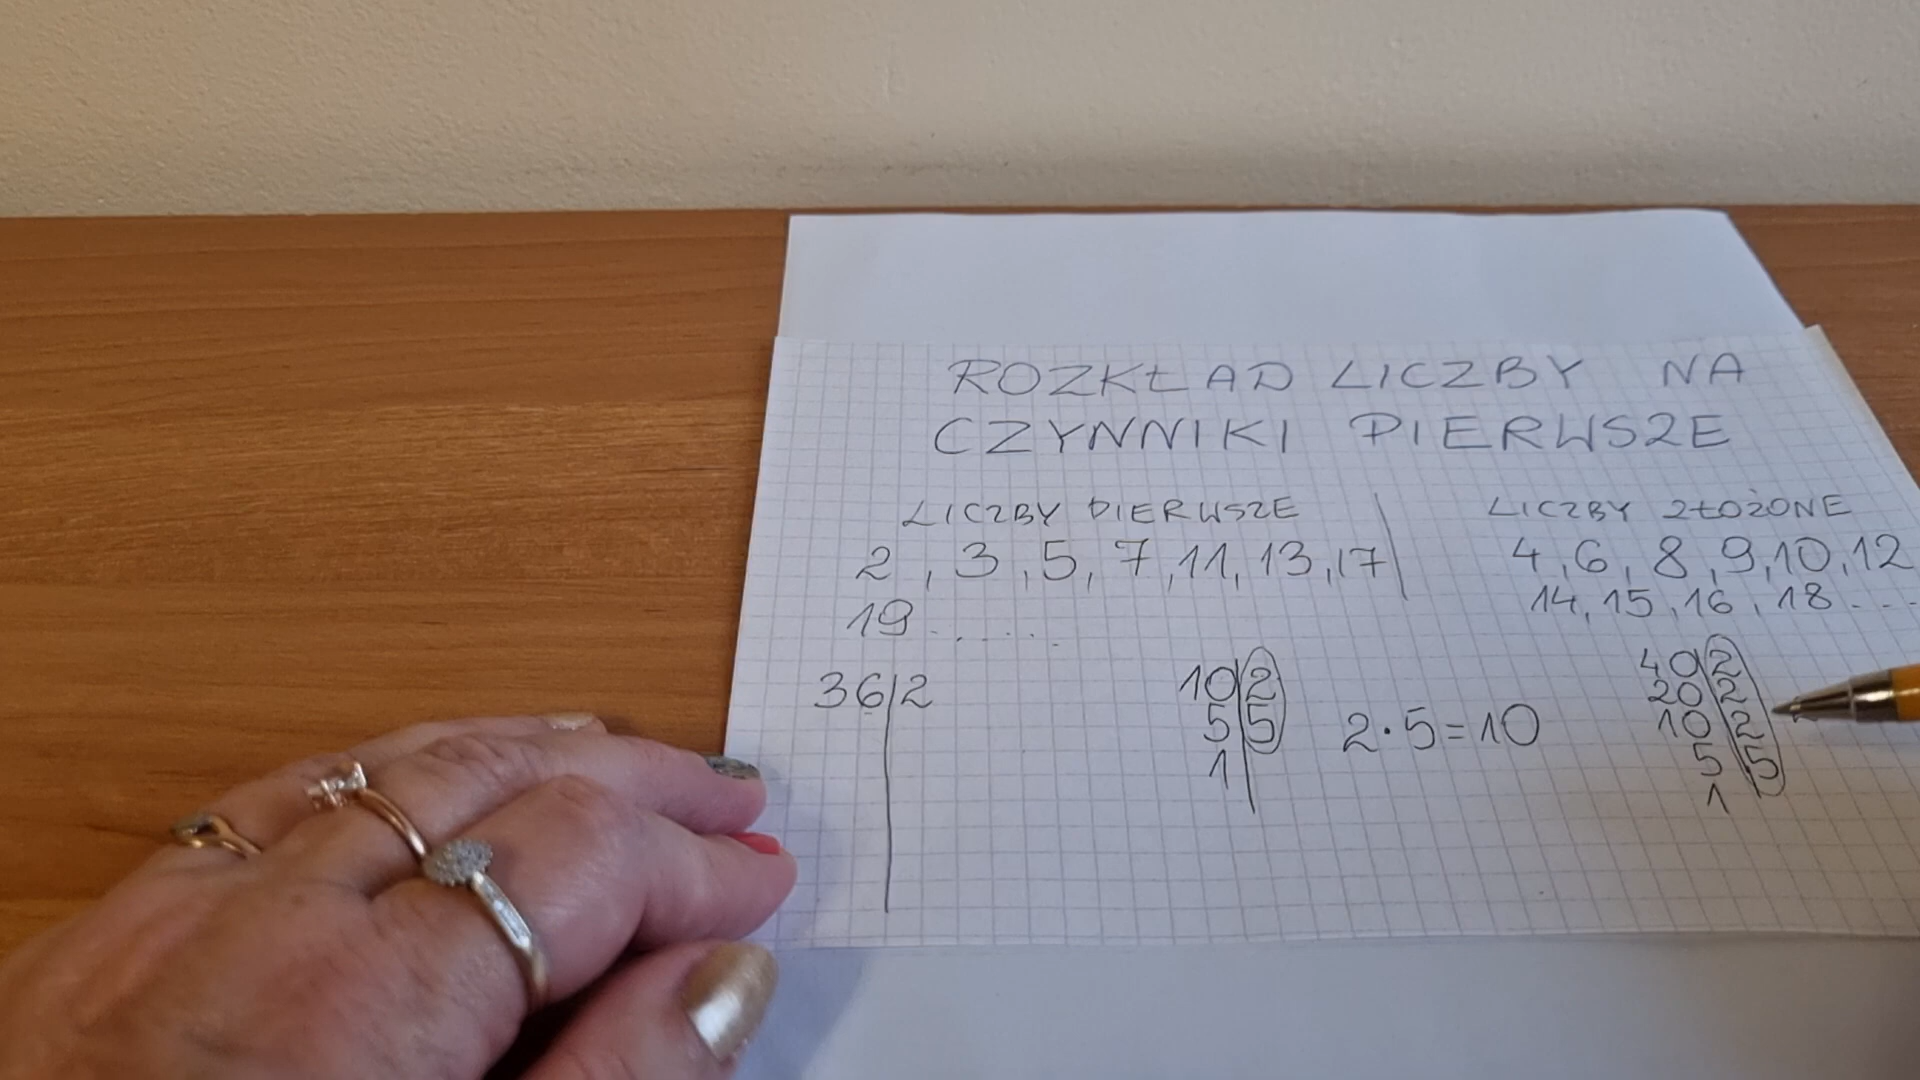 ROZKŁAD LICZBY NA
CZYNNIKI PIERWSZE
LICZBY PIERWSZE
2, 3, 5, 7, 11, 13, 17
19......
LICZBY ZŁOŻONE
4, 6, 8, 9, 10, 12
14, 15, 16, 18...
36|2
10|2
5|5
1|
2·5=10
40|2
20|2
10|2
5|5
1